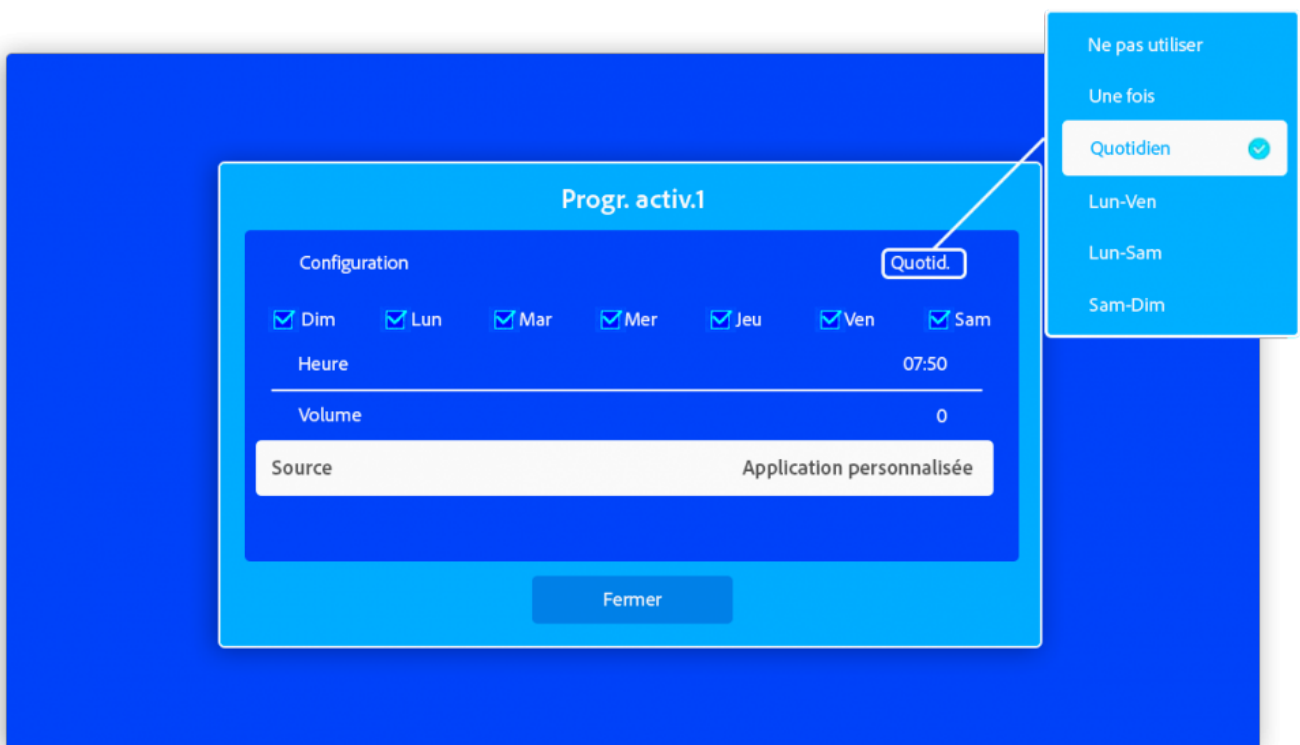 Ne pas utiliser
Une fois
Quotidien
Lun-Ven
Lun-Sam
Sam-Dim
Progr. activ.1
Configuration Quotid.
Dim Lun Mar Mer Jeu Ven Sam
Heure 07:50
Volume 0
Source Application personnalisée
Fermer